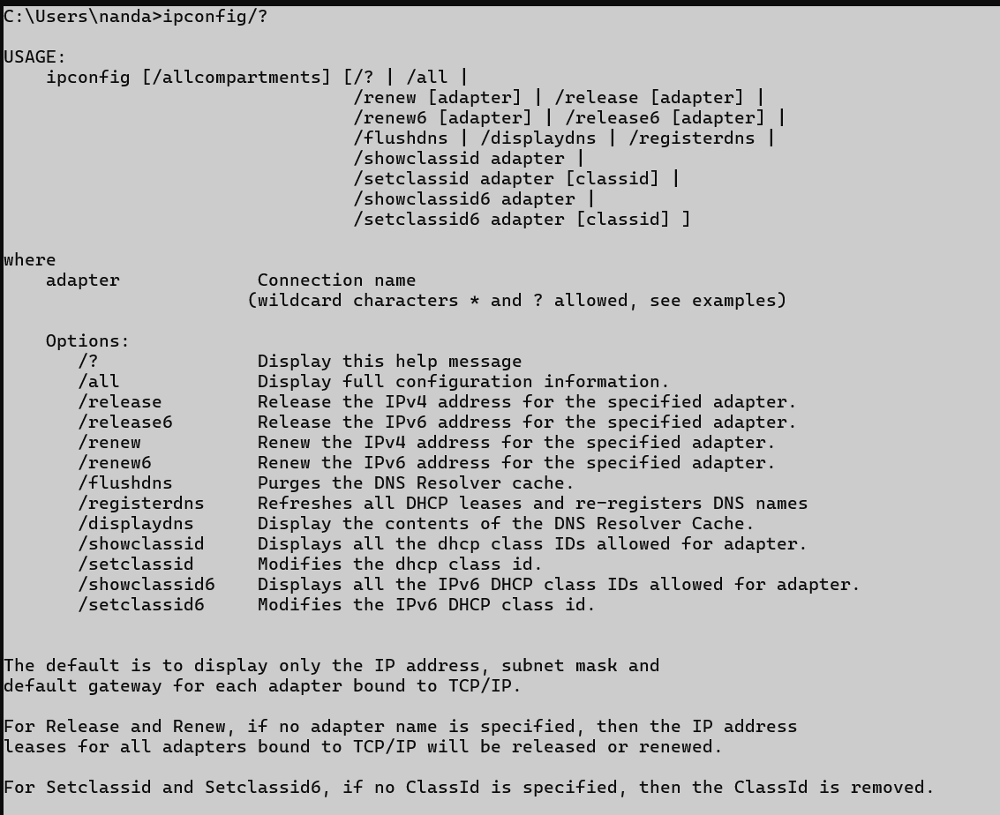 C:\Users\nanda>ipconfig/?
USAGE:
    ipconfig [/allcompartments] [/? | /all |
                                 /renew [adapter] | /release [adapter] |
                                 /renew6 [adapter] | /release6 [adapter] |
                                 /flushdns | /displaydns | /registerdns |
                                 /showclassid adapter |
                                 /setclassid adapter [classid] |
                                 /showclassid6 adapter |
                                 /setclassid6 adapter [classid] ]
where
    adapter             Connection name
                       (wildcard characters * and ? allowed, see examples)
    Options:
       /?               Display this help message
       /all             Display full configuration information.
       /release         Release the IPv4 address for the specified adapter.
       /release6        Release the IPv6 address for the specified adapter.
       /renew           Renew the IPv4 address for the specified adapter.
       /renew6          Renew the IPv6 address for the specified adapter.
       /flushdns        Purges the DNS Resolver cache.
       /registerdns     Refreshes all DHCP leases and re-registers DNS names
       /displaydns      Display the contents of the DNS Resolver Cache.
       /showclassid     Displays all the dhcp class IDs allowed for adapter.
       /setclassid      Modifies the dhcp class id.
       /showclassid6    Displays all the IPv6 DHCP class IDs allowed for adapter.
       /setclassid6     Modifies the IPv6 DHCP class id.
The default is to display only the IP address, subnet mask and
default gateway for each adapter bound to TCP/IP.
For Release and Renew, if no adapter name is specified, then the IP address
leases for all adapters bound to TCP/IP will be released or renewed.
For Setclassid and Setclassid6, if no ClassId is specified, then the ClassId is removed.